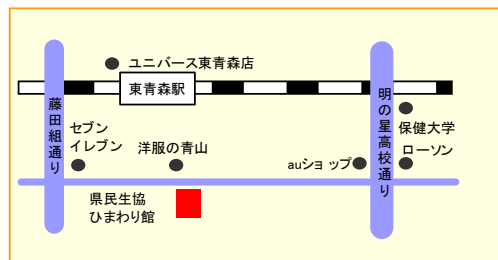 ユニバース東青森店
東青森駅
藤田組通り
明の星高校通り
保健大学
セブン
イレブン
洋服の青山
auショップ
ローソン
県民生協
ひまわり館